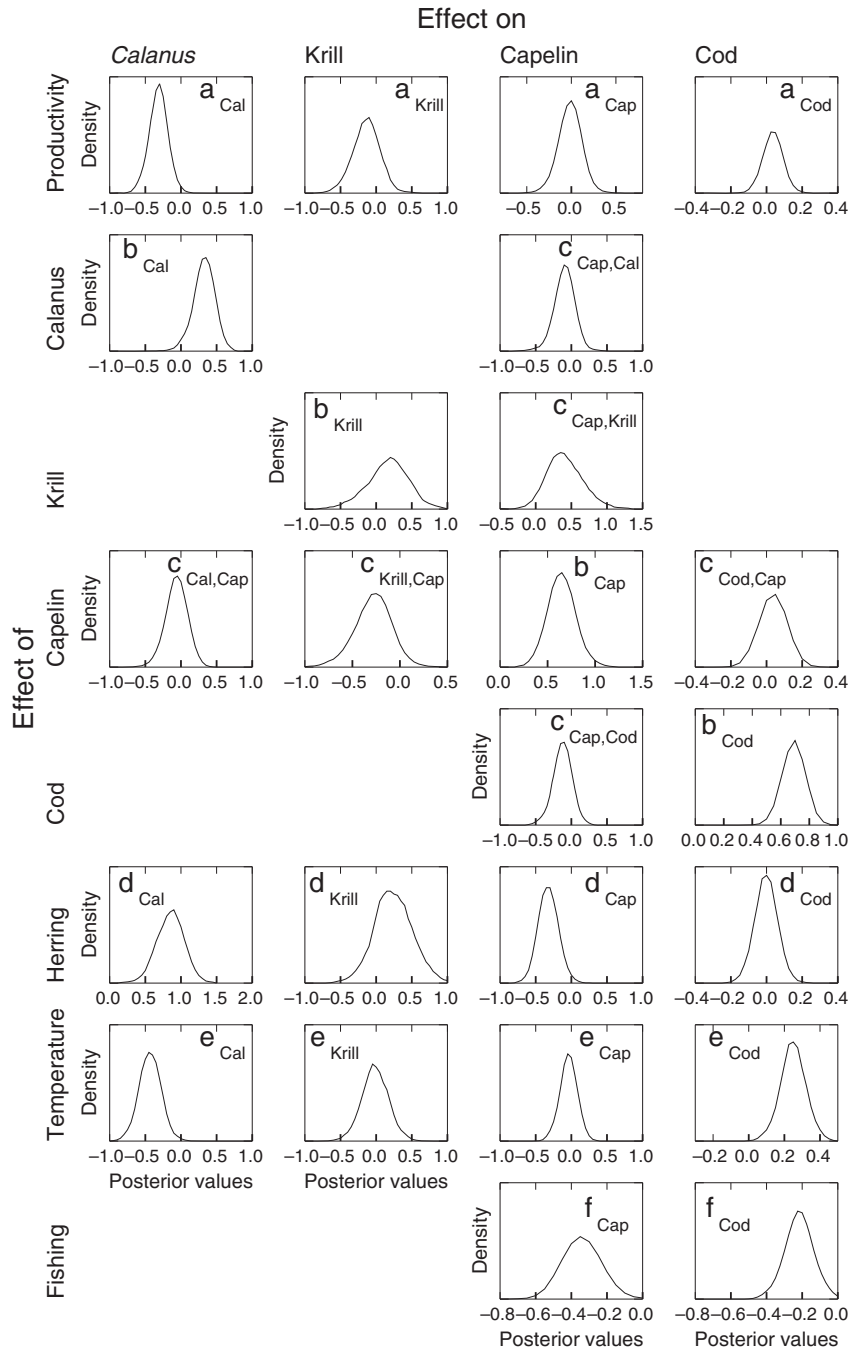 Effect on
Calanus Krill Capelin Cod
Effect of
Productivity
Density
a Cal
−1.0−0.5 0.0 0.5 1.0
a Krill
−1.0−0.5 0.0 0.5 1.0
a Cap
−0.5 0.0 0.5
a Cod
−0.4−0.2 0.0 0.2 0.4
Calanus
Density
b Cal
−1.0−0.5 0.0 0.5 1.0
c Cap,Cal
−1.0−0.5 0.0 0.5 1.0
Krill
Density
b Krill
−1.0−0.5 0.0 0.5 1.0
c Cap,Krill
−0.5 0.0 0.5 1.0 1.5
Capelin
Density
c Cal,Cap
−1.0−0.5 0.0 0.5 1.0
c Krill,Cap
−0.5 0.0 0.5
b Cap
0.0 0.5 1.0 1.5
c Cod,Cap
−0.4−0.2 0.0 0.2 0.4
Cod
Density
c Cap,Cod
−1.0−0.5 0.0 0.5 1.0
b Cod
0.0 0.2 0.4 0.6 0.8 1.0
Herring
Density
d Cal
0.0 0.5 1.0 1.5 2.0
d Krill
−1.0−0.5 0.0 0.5 1.0
d Cap
−1.0−0.5 0.0 0.5 1.0
d Cod
−0.4−0.2 0.0 0.2 0.4
Temperature
Density
e Cal
−1.0−0.5 0.0 0.5 1.0
Posterior values
e Krill
−1.0−0.5 0.0 0.5 1.0
Posterior values
e Cap
−1.0−0.5 0.0 0.5 1.0
e Cod
−0.2 0.0 0.2 0.4
Fishing
Density
f Cap
−0.8−0.6−0.4−0.2 0.0
Posterior values
f Cod
−0.8−0.6−0.4−0.2 0.0
Posterior values